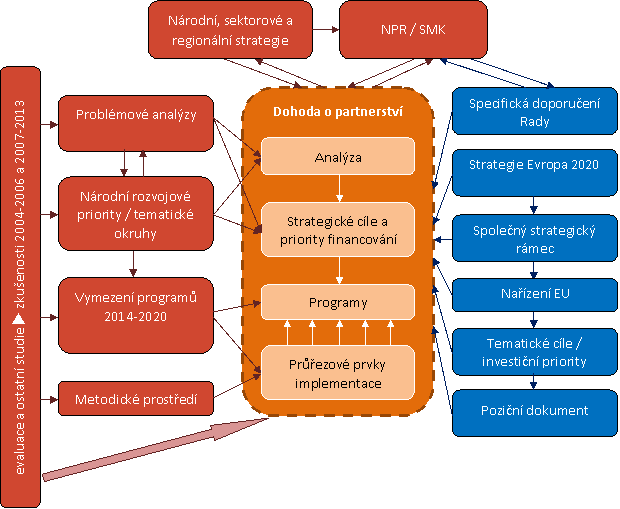 Národní, sektorové a
regionální strategie
NPR / SMK
evaluace a ostatní studie
zkušenosti 2004-2006 a 2007-2013
Problémové analýzy
Národní rozvojové
priority / tematické
okruhy
Vymezení programů
2014-2020
Metodické prostředí
Dohoda o partnerství
Analýza
Strategické cíle a
priority financování
Programy
Průřezové prvky
implementace
Specifická doporučení
Rady
Strategie Evropa 2020
Společný strategický
rámec
Nařízení EU
Tematické cíle /
investiční priority
Poziční dokument